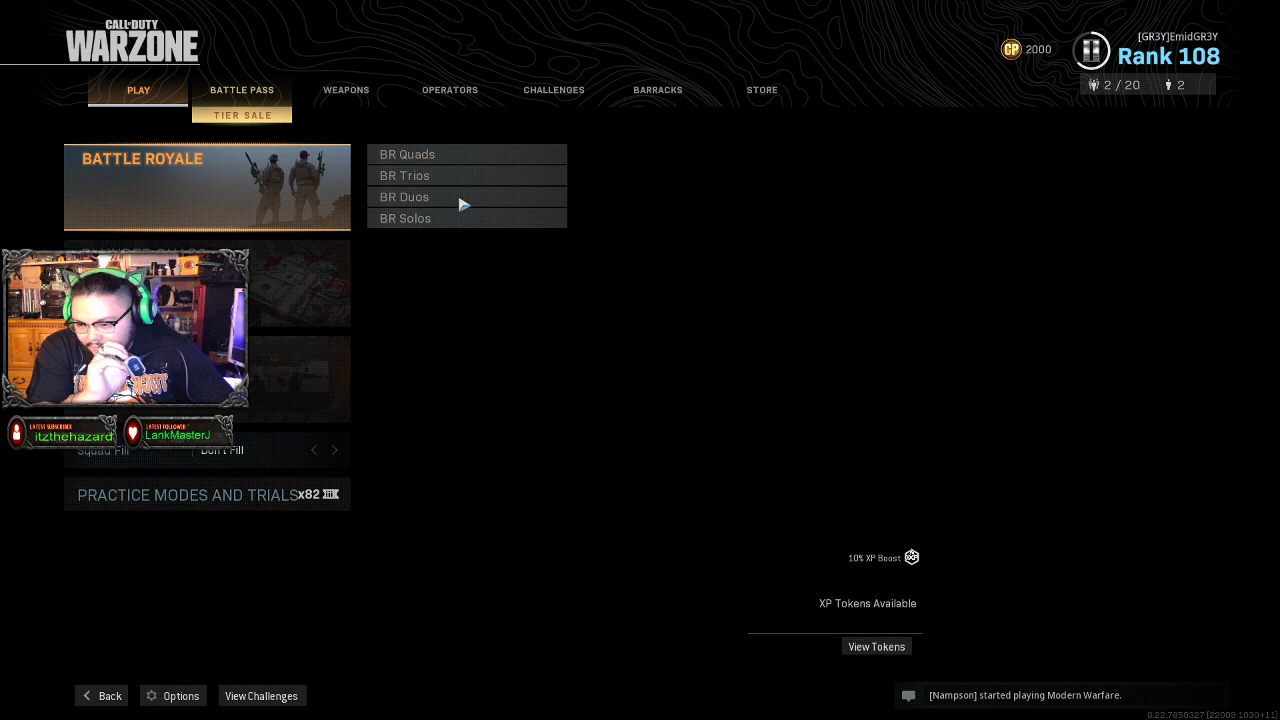 CALL OF DUTY
WARZONE
CP 2000
[GR3Y]EmidGR3Y
Rank 108
2 / 20
2
PLAY
BATTLE PASS
WEAPONS
OPERATORS
CHALLENGES
BARRACKS
STORE
TIER SALE
BATTLE ROYALE
BR Quads
BR Trios
BR Duos
BR Solos
LATEST SUBSCRIBER
itzthehazard
LATEST FOLLOWER
LankMasterJ
Squad Fill
Don't Fill
PRACTICE MODES AND TRIALS
x82
10% XP Boost
XP Tokens Available
View Tokens
Back
Options
View Challenges
[Nampson] started playing Modern Warfare.